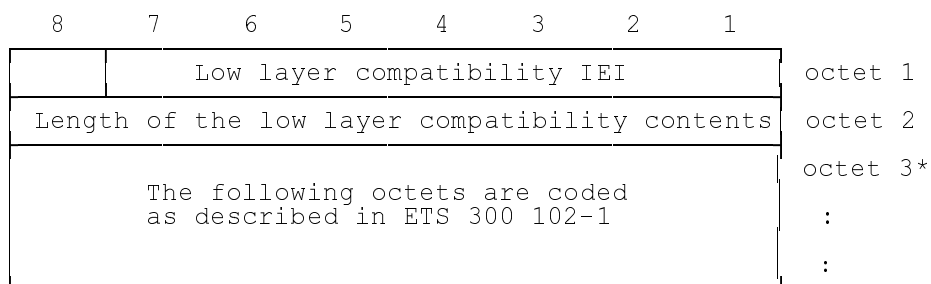 8 7 6 5 4 3 2 1
Low layer compatibility IEI octet 1
Length of the low layer compatibility contents octet 2
octet 3*
The following octets are coded
as described in ETS 300 102-1 :
: